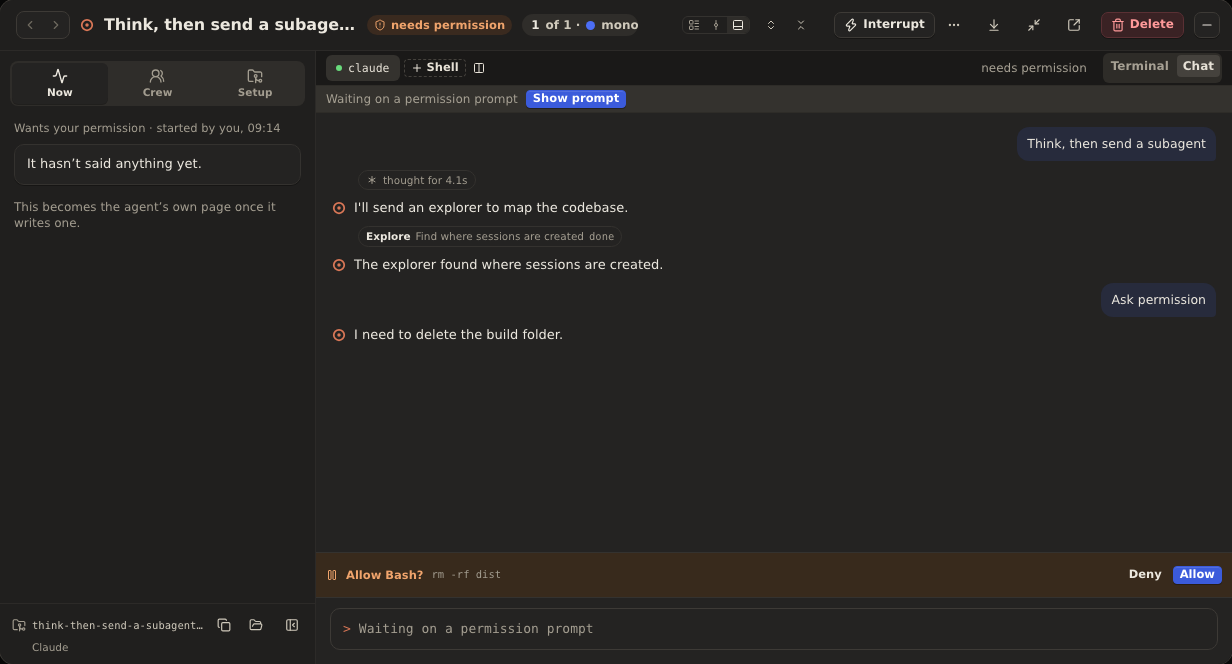 Think, then send a subage…
needs permission
1 of 1 · mono
Interrupt
Delete
Now
Crew
Setup
claude
+ Shell
needs permission
Terminal
Chat
Waiting on a permission prompt
Show prompt
Wants your permission · started by you, 09:14
It hasn’t said anything yet.
This becomes the agent’s own page once it
writes one.
Think, then send a subagent
thought for 4.1s
I'll send an explorer to map the codebase.
Explore Find where sessions are created done
The explorer found where sessions are created.
Ask permission
I need to delete the build folder.
Allow Bash? rm -rf dist
Deny
Allow
> Waiting on a permission prompt
think-then-send-a-subagent…
Claude